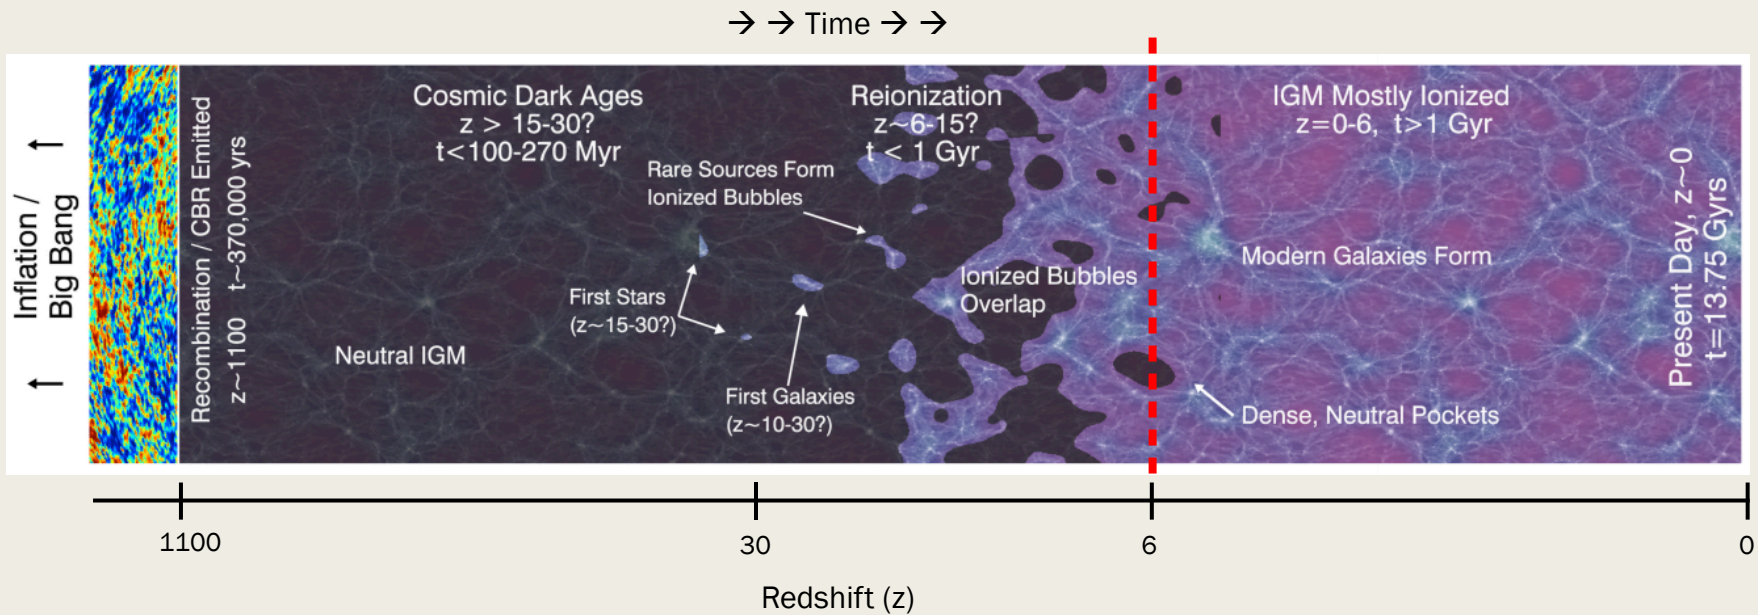 → → Time → →
Inflation /
Big Bang
Recombination / CBR Emitted
z~1100 t~370,000 yrs
Cosmic Dark Ages
z > 15-30?
t<100-270 Myr
Neutral IGM
First Stars
(z~15-30?)
Rare Sources Form
Ionized Bubbles
First Galaxies
(z~10-30?)
Reionization
z~6-15?
t < 1 Gyr
Ionized Bubbles
Overlap
IGM Mostly Ionized
z=0-6, t>1 Gyr
Modern Galaxies Form
Dense, Neutral Pockets
Present Day, z~0
t=13.75 Gyrs
1100
30
6
0
Redshift (z)